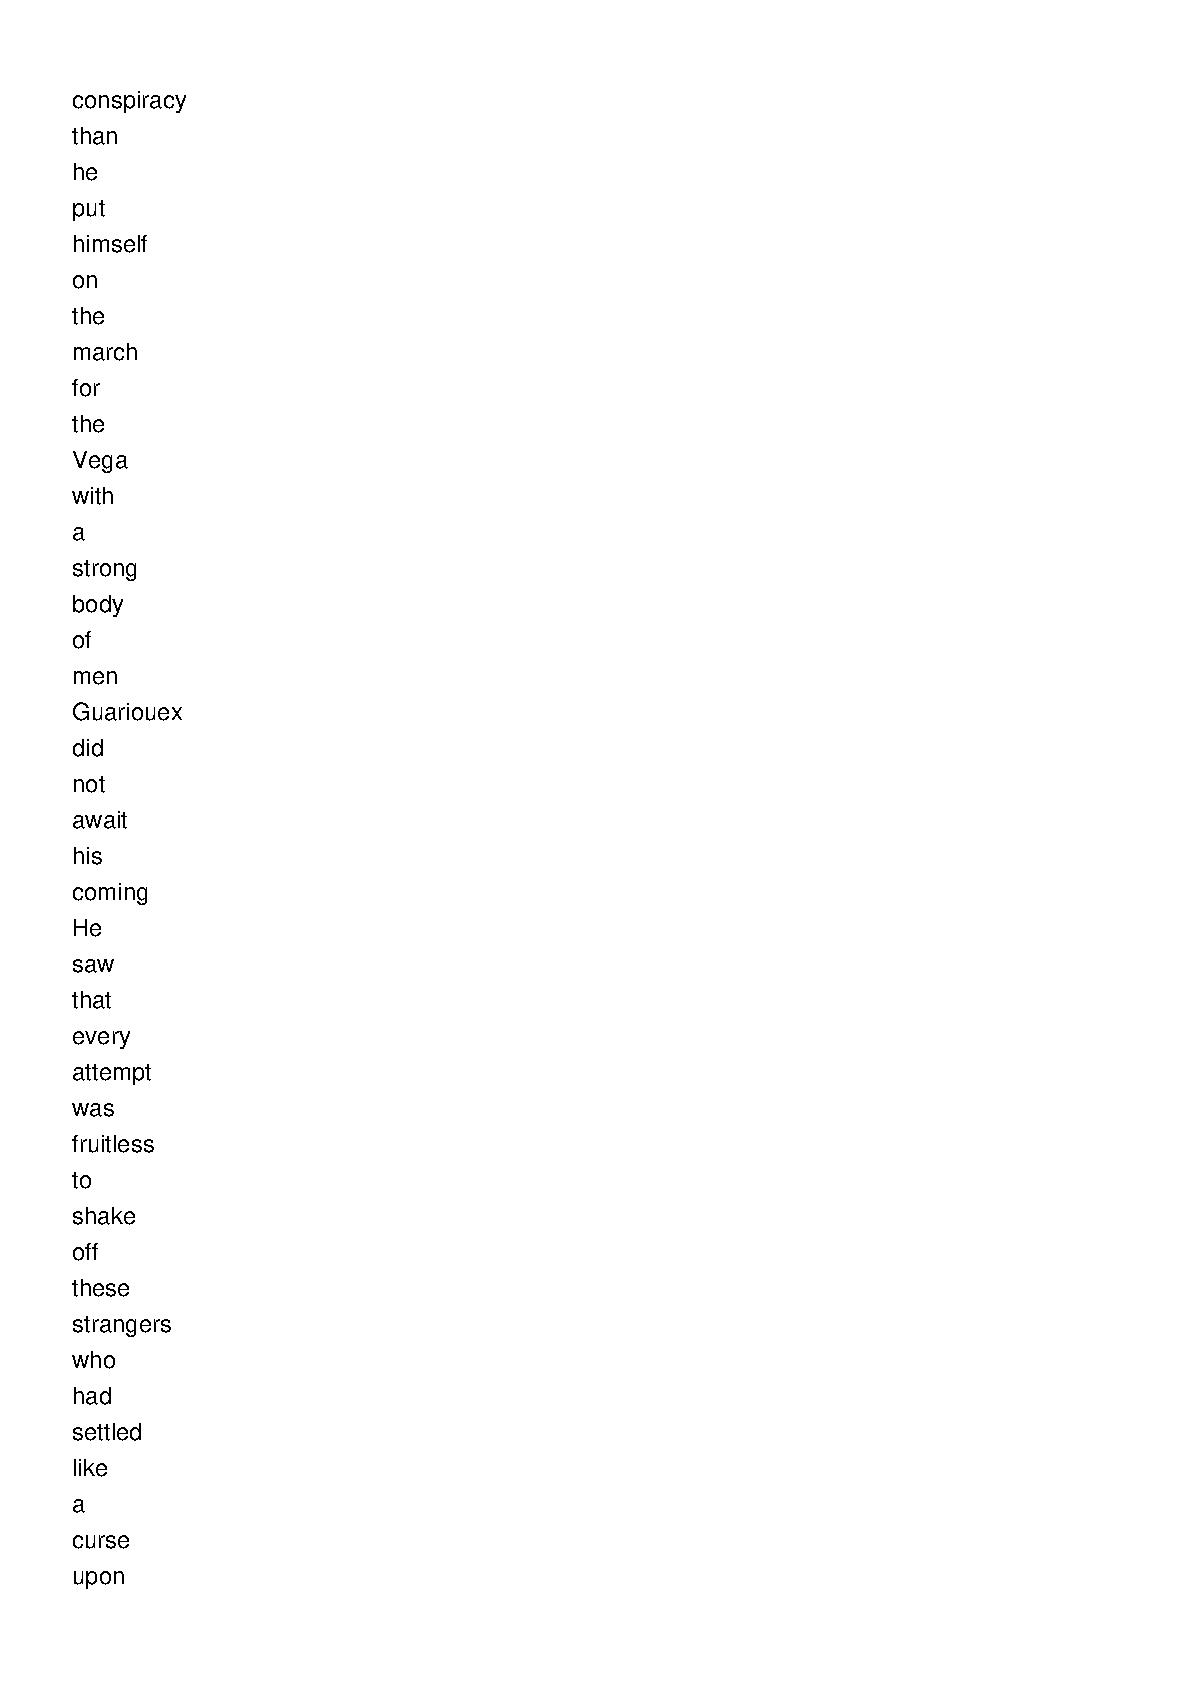 conspiracy
than
he
put
himself
on
the
march
for
the
Vega
with
a
strong
body
of
men
Guariouex
did
not
await
his
coming
He
saw
that
every
attempt
was
fruitless
to
shake
off
these
strangers
who
had
settled
like
a
curse
upon